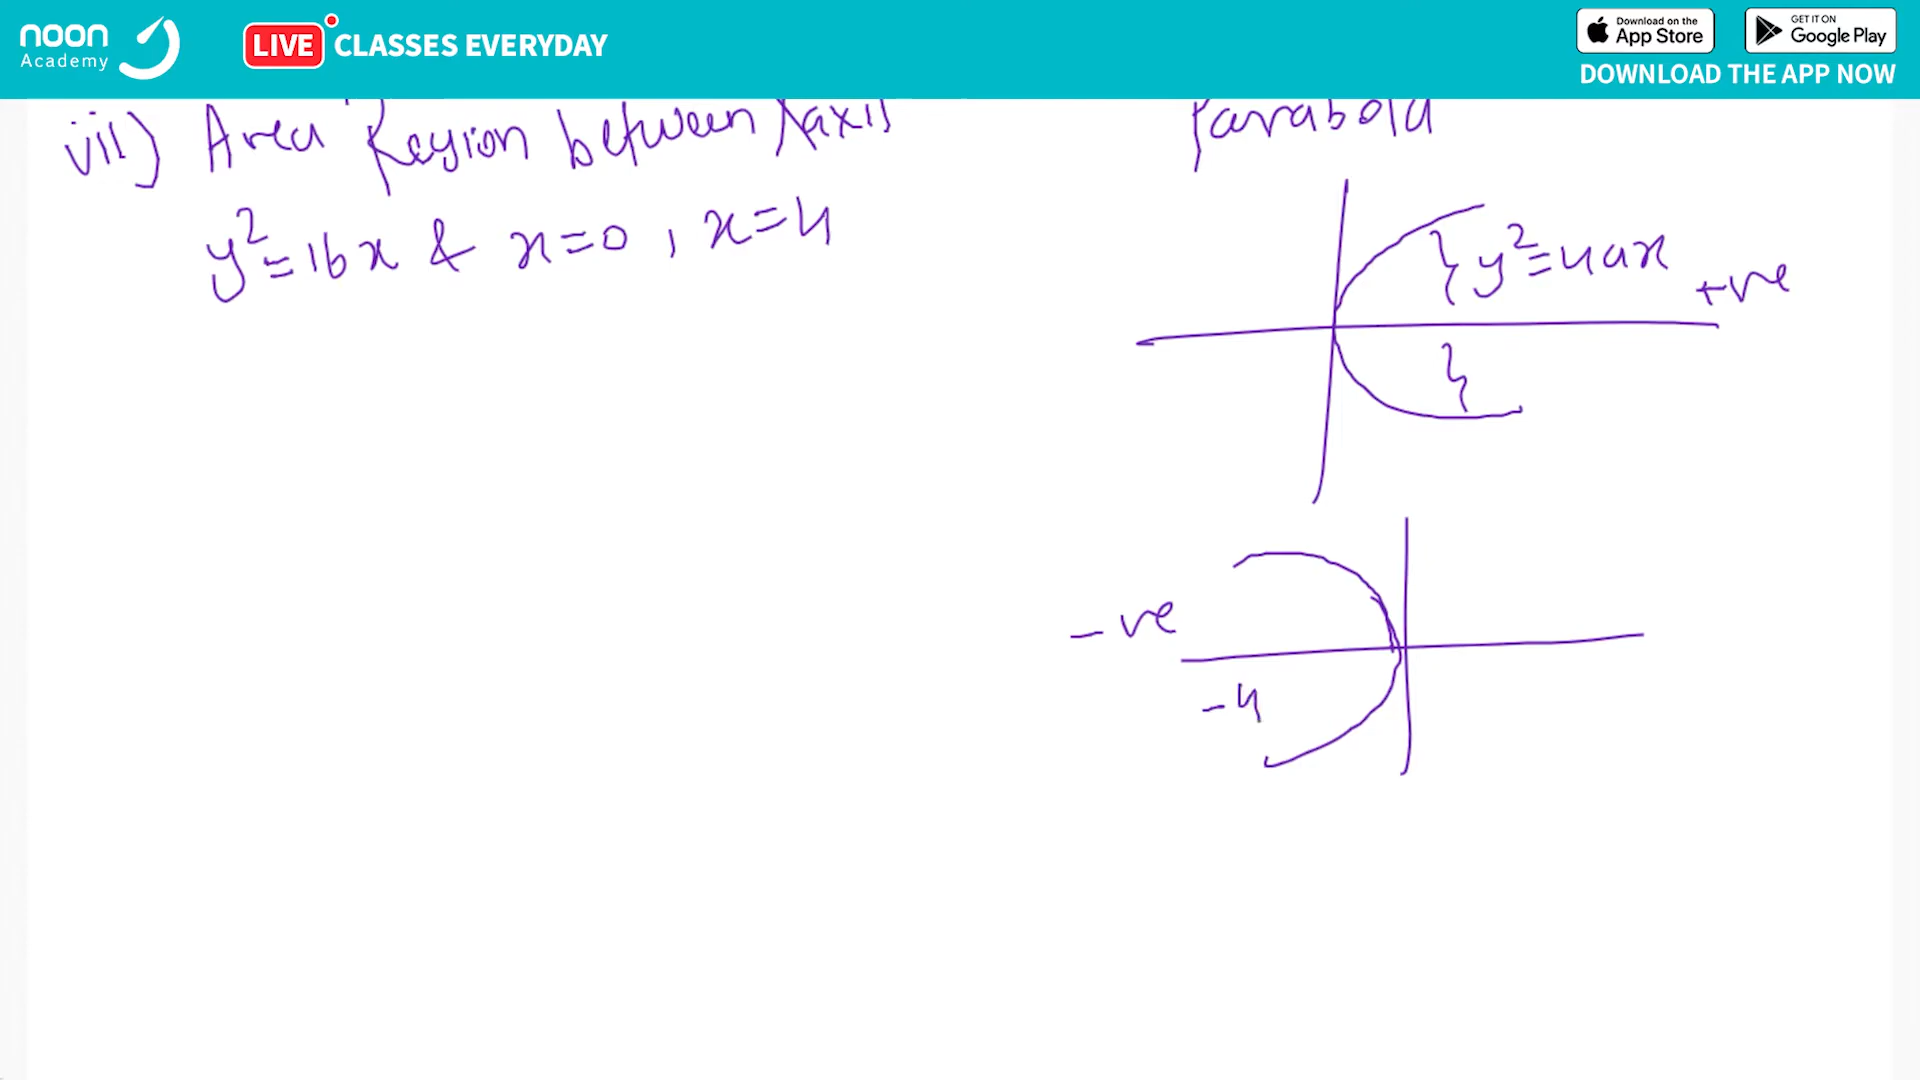 noon
Academy
LIVE CLASSES EVERYDAY
Download on the
App Store
GET IT ON
Google Play
DOWNLOAD THE APP NOW
vii) Area Region between Xaxis
y²=16x & x=0, x=4
Parabola
y²=4ax
+ve
-ve
-4